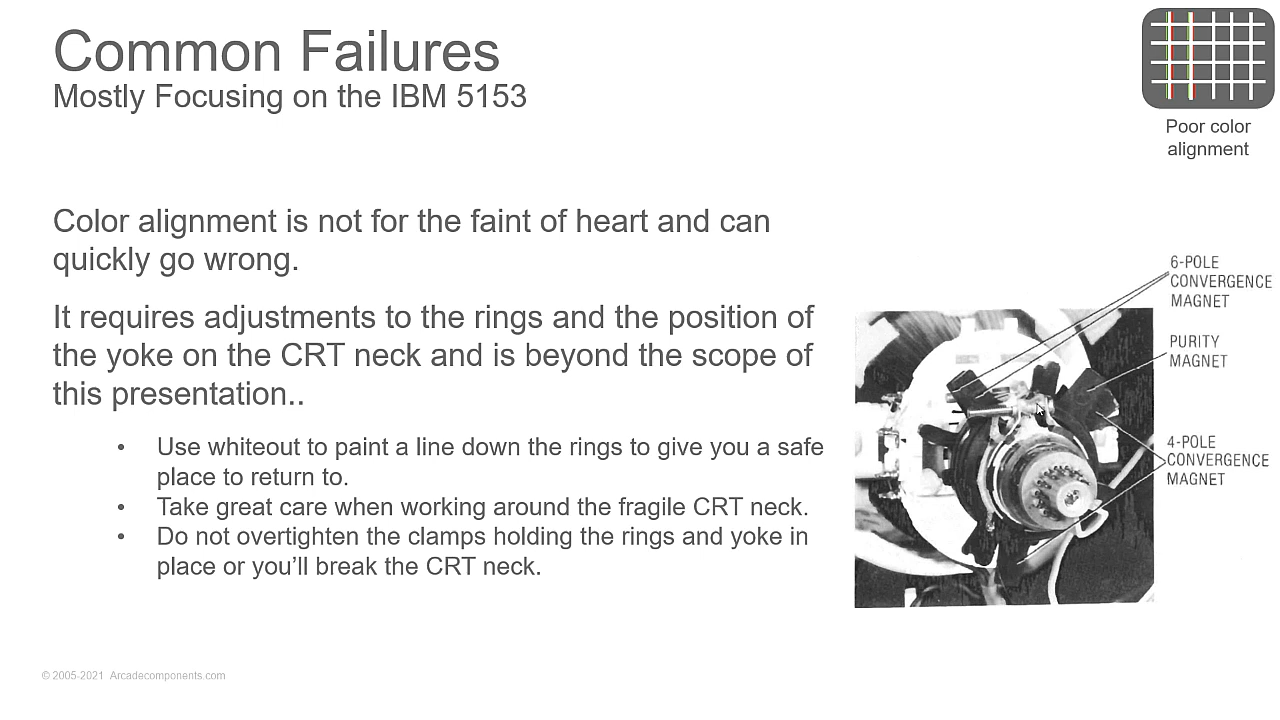 Common Failures
Mostly Focusing on the IBM 5153
Poor color
alignment
Color alignment is not for the faint of heart and can
quickly go wrong.
It requires adjustments to the rings and the position of
the yoke on the CRT neck and is beyond the scope of
this presentation..
• Use whiteout to paint a line down the rings to give you a safe
place to return to.
• Take great care when working around the fragile CRT neck.
• Do not overtighten the clamps holding the rings and yoke in
place or you’ll break the CRT neck.
6-POLE
CONVERGENCE
MAGNET
PURITY
MAGNET
4-POLE
CONVERGENCE
MAGNET
© 2005-2021 Arcadecomponents.com